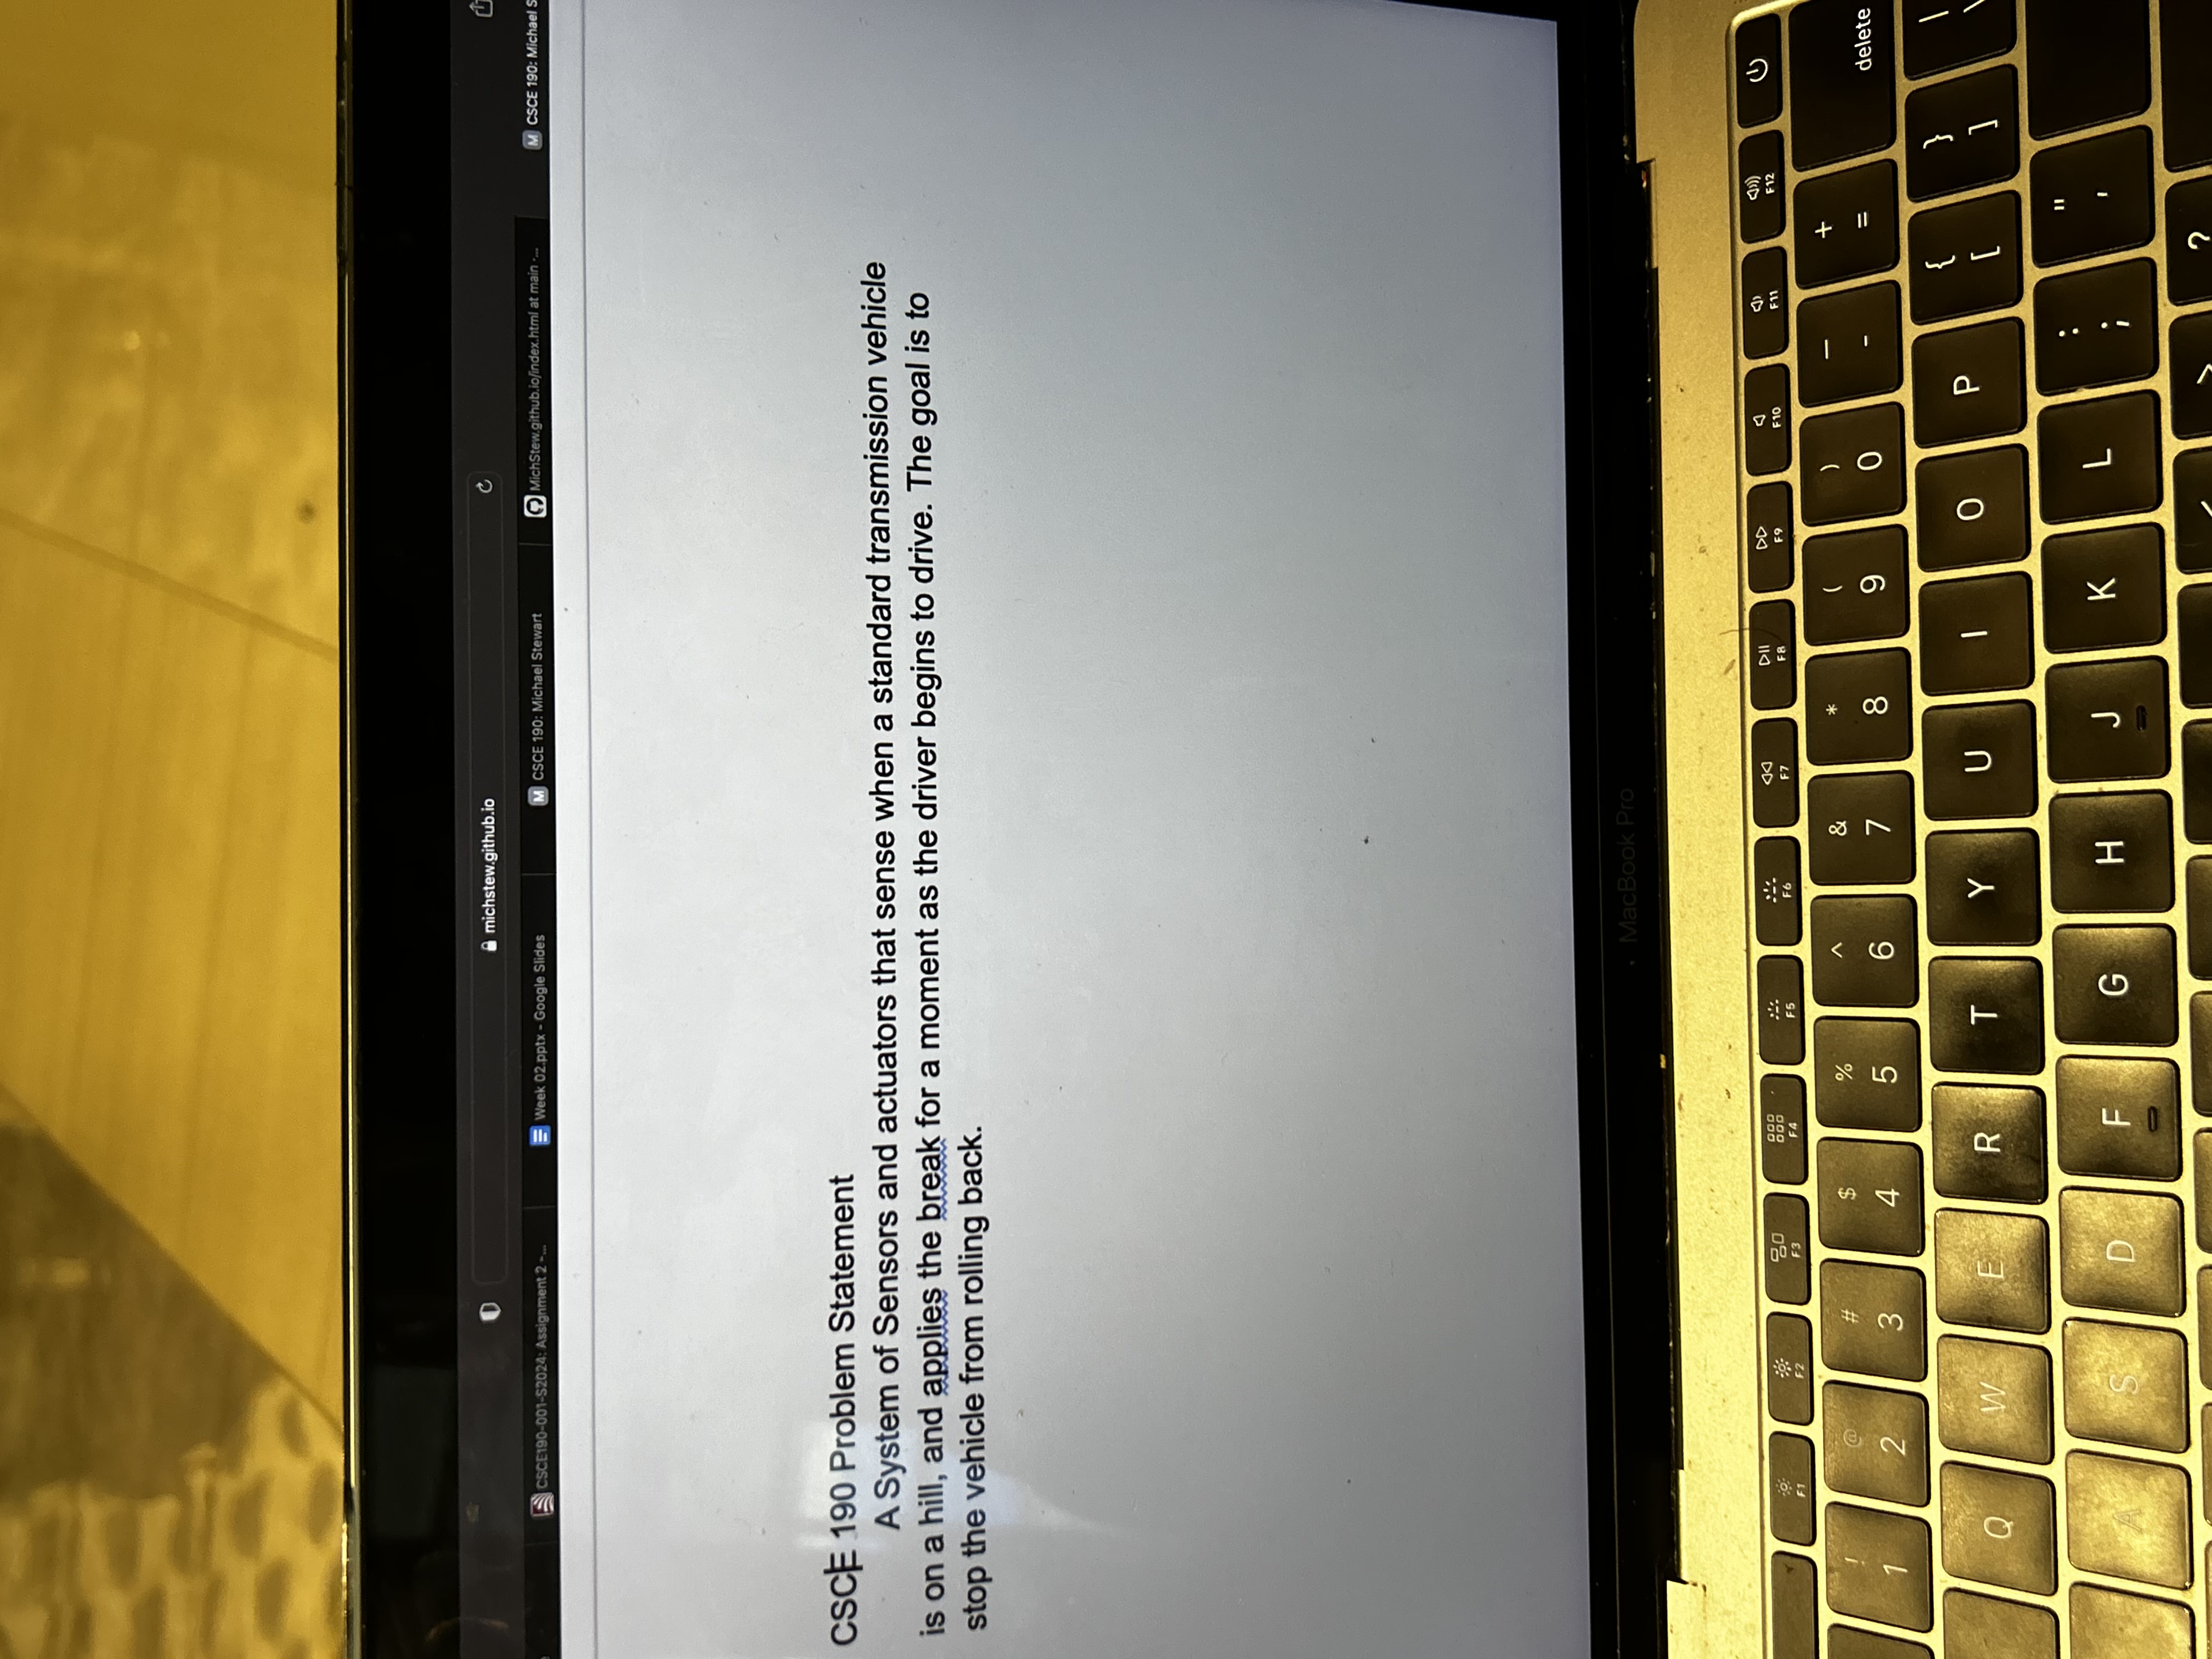 michstew.github.io
CSCE190-001-S2024: Assignment 2 -...
Week 02.pptx - Google Slides
M CSCE 190: Michael Stewart
MichStew.github.io/index.html at main -...
M CSCE 190: Michael S
CSCE 190 Problem Statement
A System of Sensors and actuators that sense when a standard transmission vehicle
is on a hill, and applies the break for a moment as the driver begins to drive. The goal is to
stop the vehicle from rolling back.
MacBook Pro
F1 F2 F3 F4 F5 F6 F7 F8 F9 F10 F11 F12
! @ # $ % ^ & * ( ) — +
1 2 3 4 5 6 7 8 9 0 - = delete
{ } |
Q W E R T Y U I O P [ ] \
: "
A S D F G H J K L ; '
< > ?